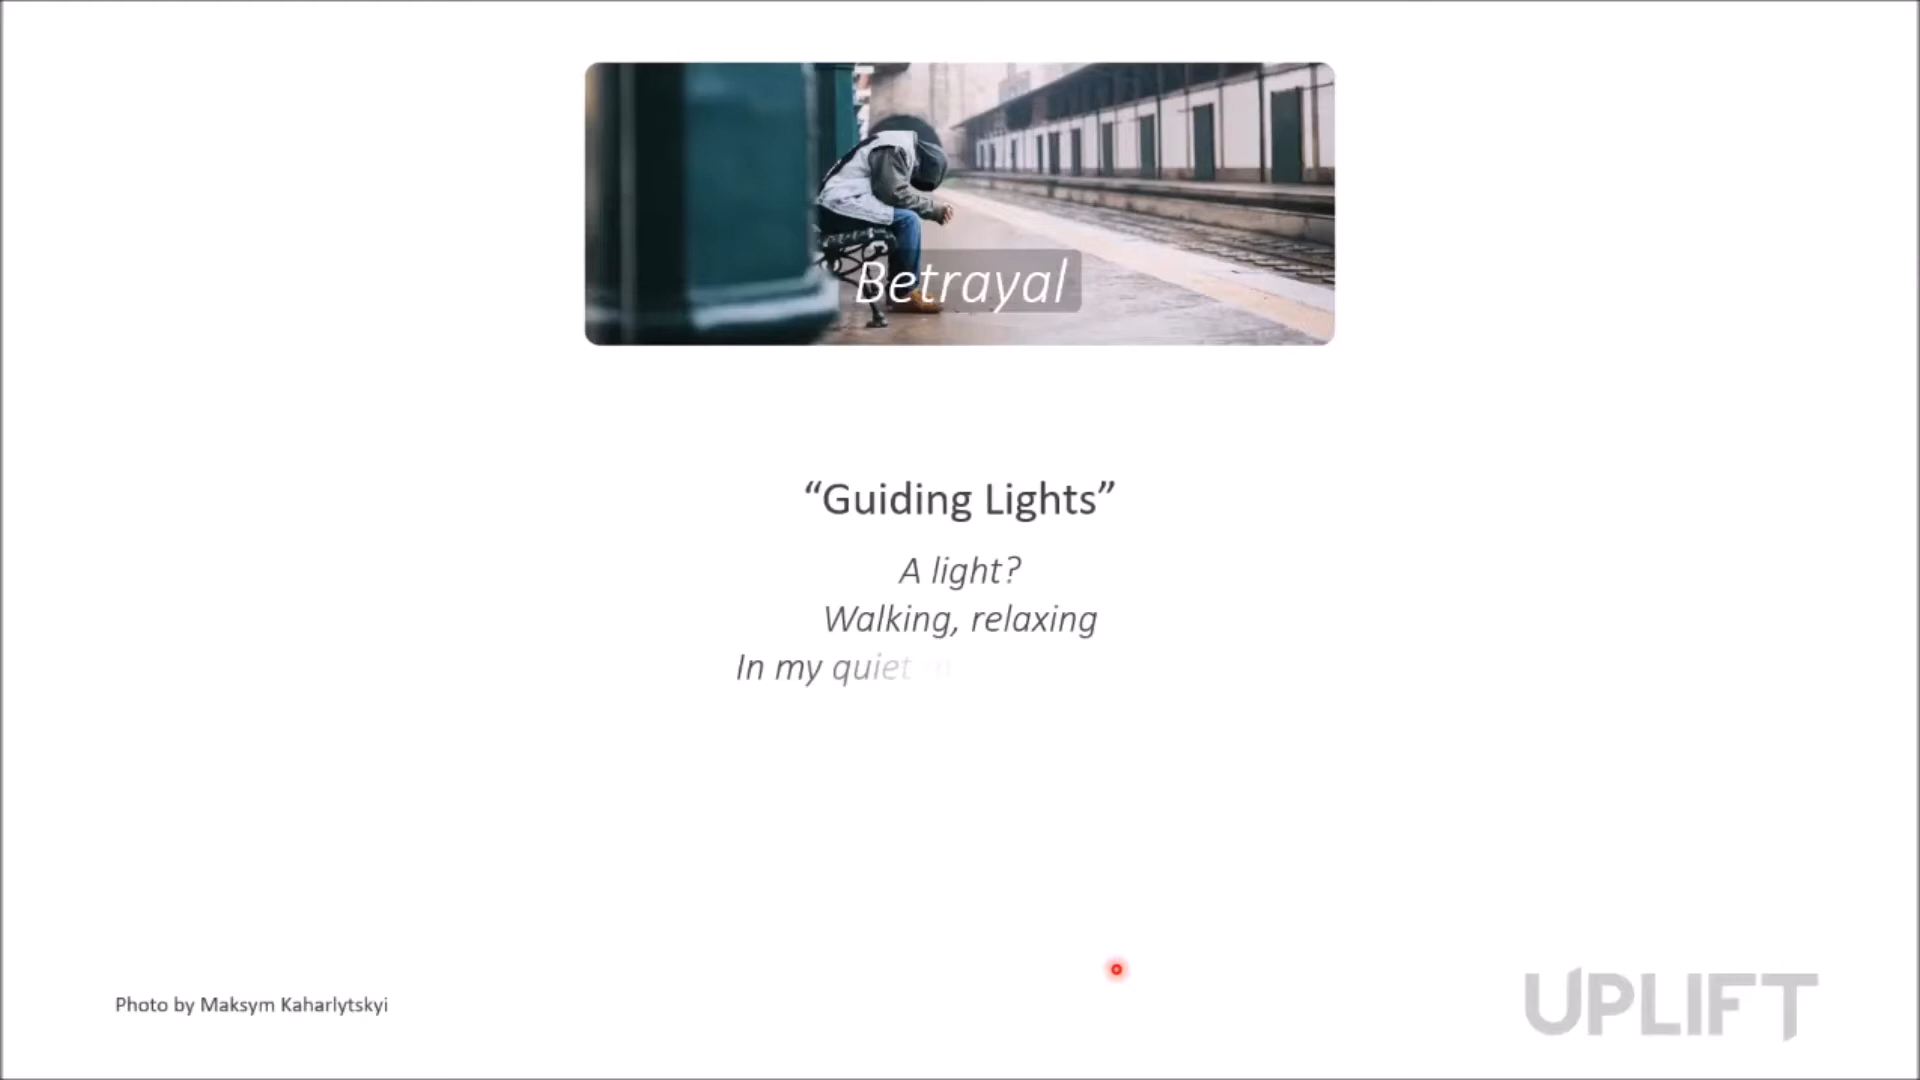 Betrayal
“Guiding Lights”
A light?
Walking, relaxing
In my quiet
Photo by Maksym Kaharlytskyi
UPLIFT